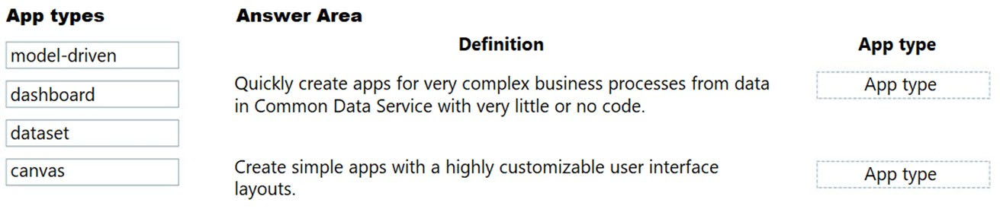 App types
Answer Area
Definition
App type
model-driven
dashboard
dataset
canvas
Quickly create apps for very complex business processes from data
in Common Data Service with very little or no code.
App type
Create simple apps with a highly customizable user interface
layouts.
App type